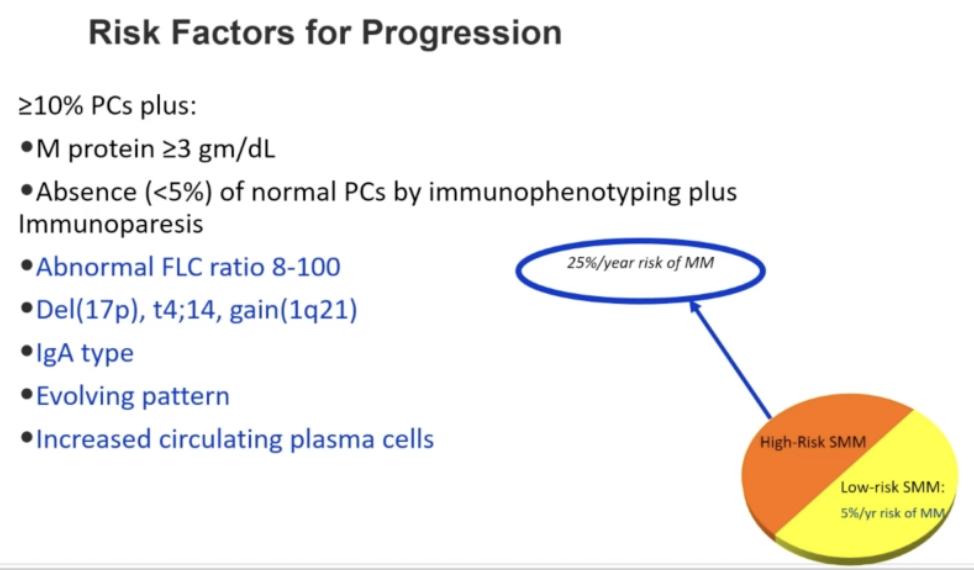 Risk Factors for Progression
≥10% PCs plus:
•M protein ≥3 gm/dL
•Absence (<5%) of normal PCs by immunophenotyping plus
Immunoparesis
•Abnormal FLC ratio 8-100
•Del(17p), t4;14, gain(1q21)
•IgA type
•Evolving pattern
•Increased circulating plasma cells
25%/year risk of MM
High-Risk SMM
Low-risk SMM:
5%/yr risk of MM